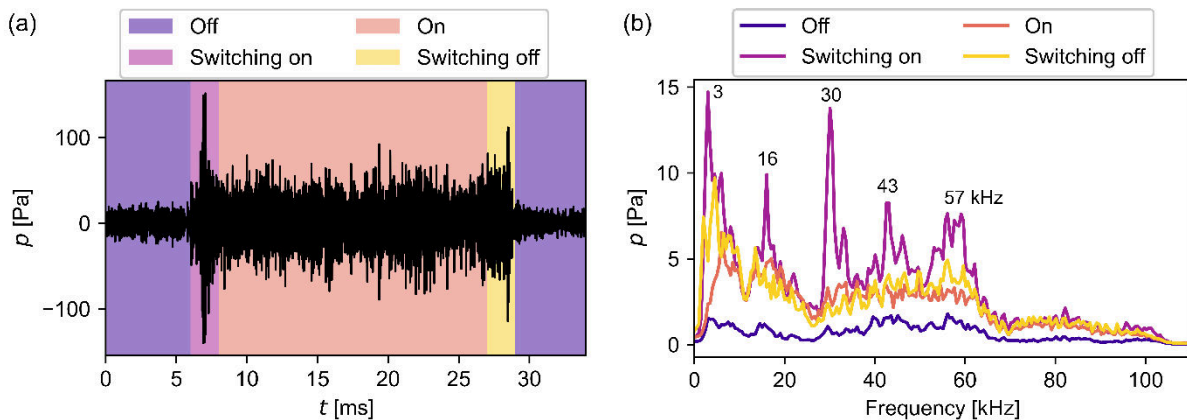 (a)
Off
On
Switching on
Switching off
100
0
−100
p [Pa]
0
5
10
15
20
25
30
t [ms]
(b)
Off
On
Switching on
Switching off
15
10
5
0
p [Pa]
3
16
30
43
57 kHz
0
20
40
60
80
100
Frequency [kHz]